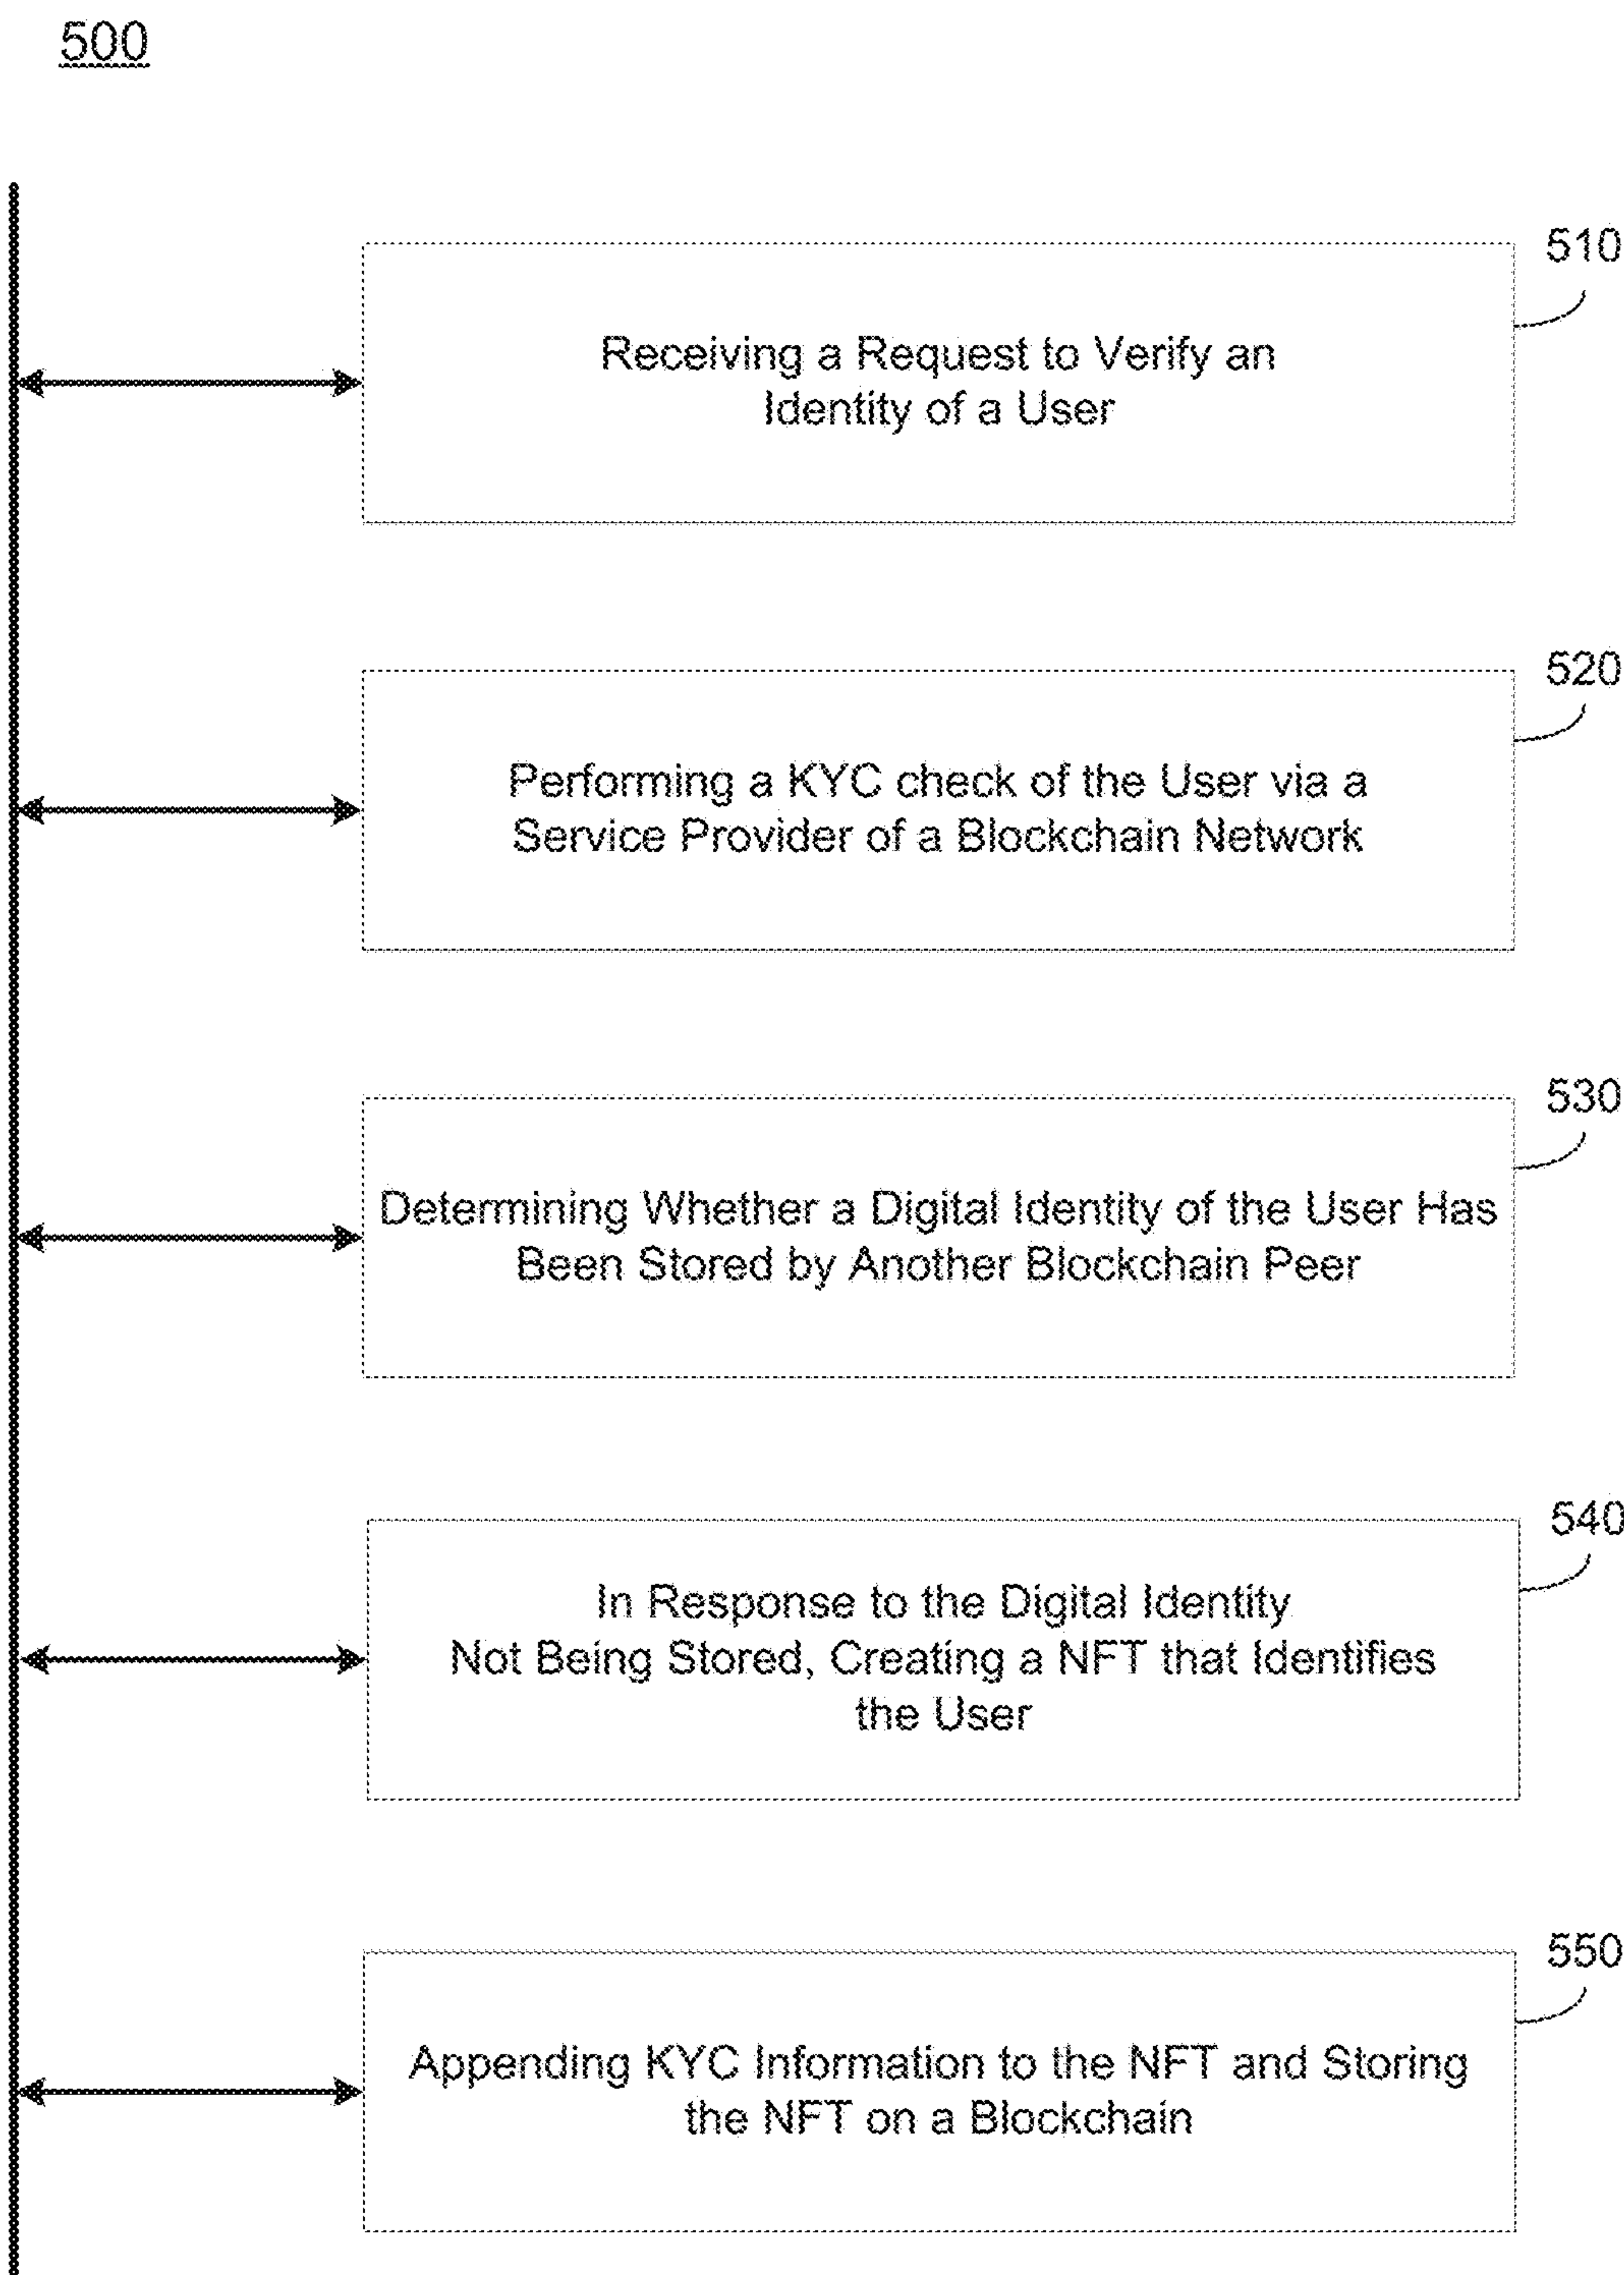 500
510
Receiving a Request to Verify an
Identity of a User
520
Performing a KYC check of the User via a
Service Provider of a Blockchain Network
530
Determining Whether a Digital Identity of the User Has
Been Stored by Another Blockchain Peer
540
In Response to the Digital Identity
Not Being Stored, Creating a NFT that Identifies
the User
550
Appending KYC Information to the NFT and Storing
the NFT on a Blockchain